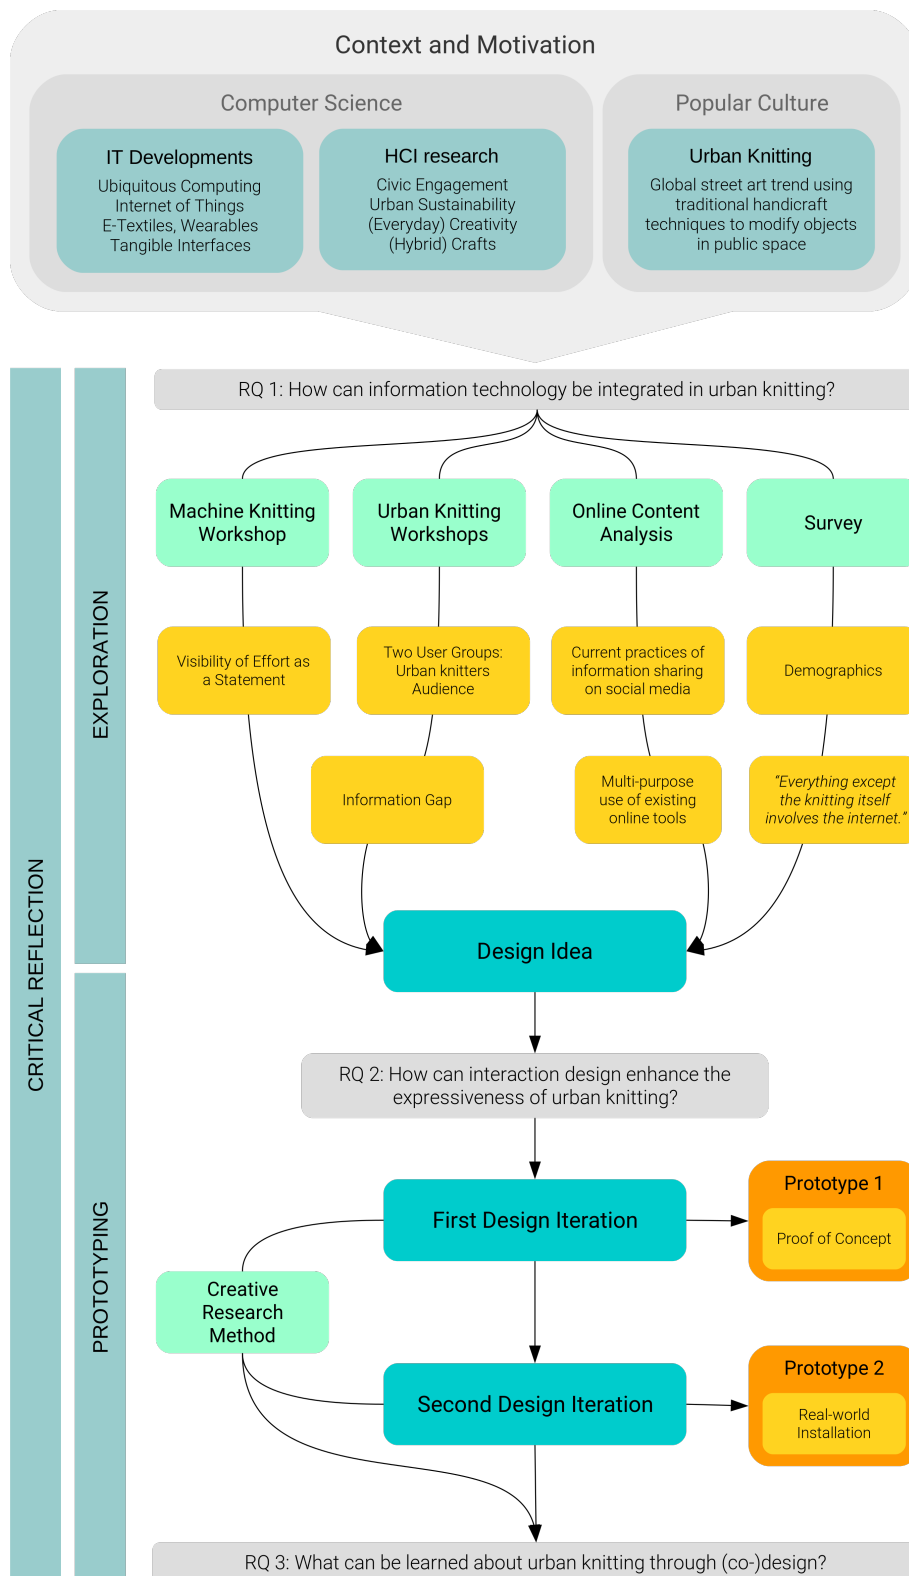 Context and Motivation
Computer Science
Popular Culture
IT Developments
Ubiquitous Computing
Internet of Things
E-Textiles, Wearables
Tangible Interfaces
HCI research
Civic Engagement
Urban Sustainability
(Everyday) Creativity
(Hybrid) Crafts
Urban Knitting
Global street art trend using
traditional handicraft
techniques to modify objects
in public space
CRITICAL REFLECTION
EXPLORATION
RQ 1: How can information technology be integrated in urban knitting?
Machine Knitting
Workshop
Urban Knitting
Workshops
Online Content
Analysis
Survey
Visibility of Effort as
a Statement
Two User Groups:
Urban knitters
Audience
Current practices of
information sharing
on social media
Demographics
Information Gap
Multi-purpose
use of existing
online tools
“Everything except
the knitting itself
involves the internet.”
Design Idea
PROTOTYPING
RQ 2: How can interaction design enhance the
expressiveness of urban knitting?
First Design Iteration
Prototype 1
Proof of Concept
Creative
Research
Method
Second Design Iteration
Prototype 2
Real-world
Installation
RQ 3: What can be learned about urban knitting through (co-)design?